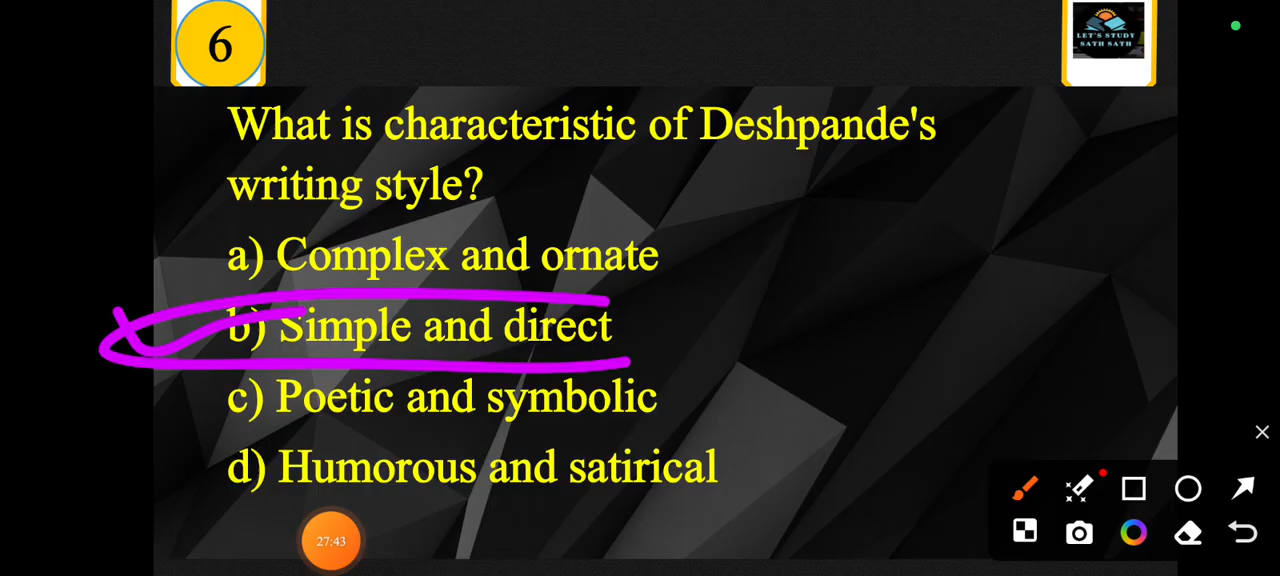 6
LET'S STUDY
SATH SATH
What is characteristic of Deshpande's
writing style?
a) Complex and ornate
b) Simple and direct
c) Poetic and symbolic
d) Humorous and satirical
27:43